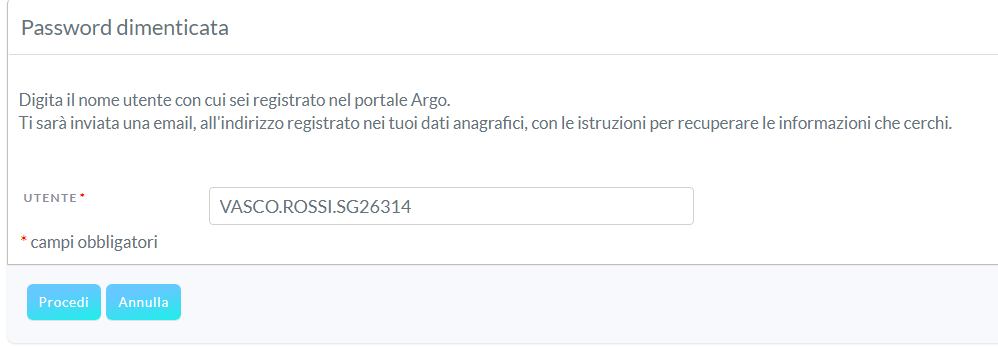 Password dimenticata
Digita il nome utente con cui sei registrato nel portale Argo.
Ti sarà inviata una email, all'indirizzo registrato nei tuoi dati anagrafici, con le istruzioni per recuperare le informazioni che cerchi.
UTENTE * VASCO.ROSSI.SG26314
* campi obbligatori
Procedi Annulla